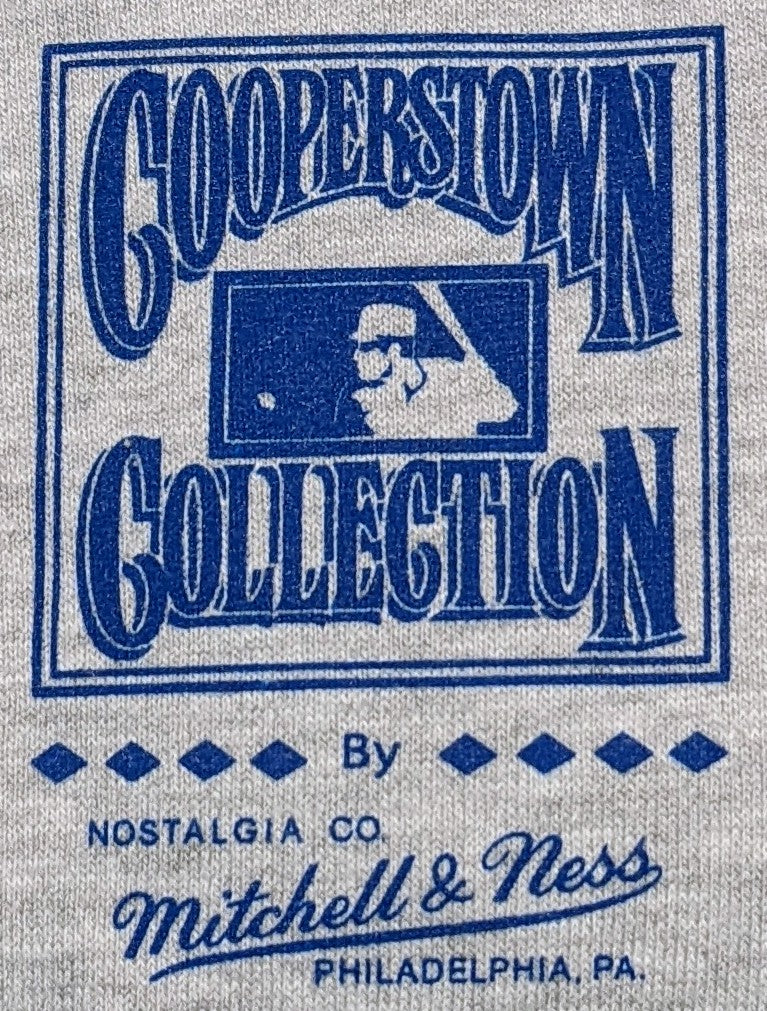 COOPERSTOWN
COLLECTION
By
NOSTALGIA CO.
Mitchell & Ness
PHILADELPHIA, PA.